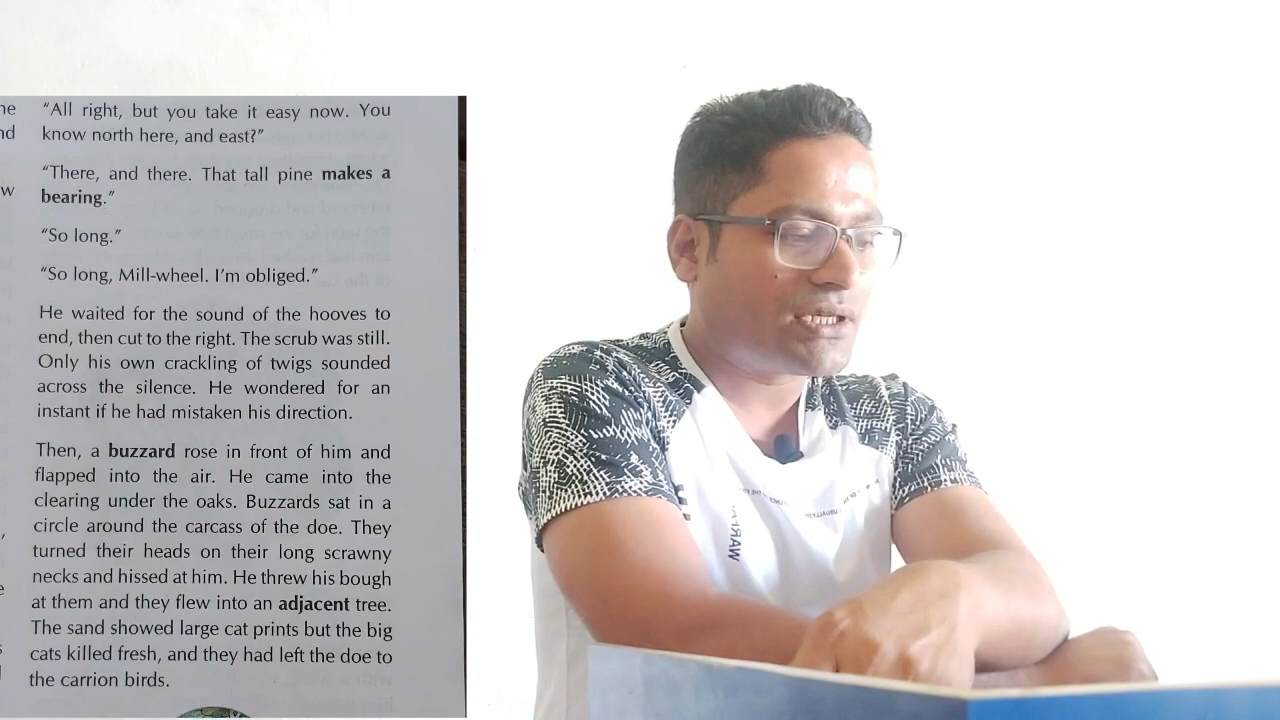 “All right, but you take it easy now. You
know north here, and east?”
“There, and there. That tall pine makes a
bearing.”
“So long.”
“So long, Mill-wheel. I’m obliged.”
He waited for the sound of the hooves to
end, then cut to the right. The scrub was still.
Only his own crackling of twigs sounded
across the silence. He wondered for an
instant if he had mistaken his direction.
Then, a buzzard rose in front of him and
flapped into the air. He came into the
clearing under the oaks. Buzzards sat in a
circle around the carcass of the doe. They
turned their heads on their long scrawny
necks and hissed at him. He threw his bough
at them and they flew into an adjacent tree.
The sand showed large cat prints but the big
cats killed fresh, and they had left the doe to
the carrion birds.